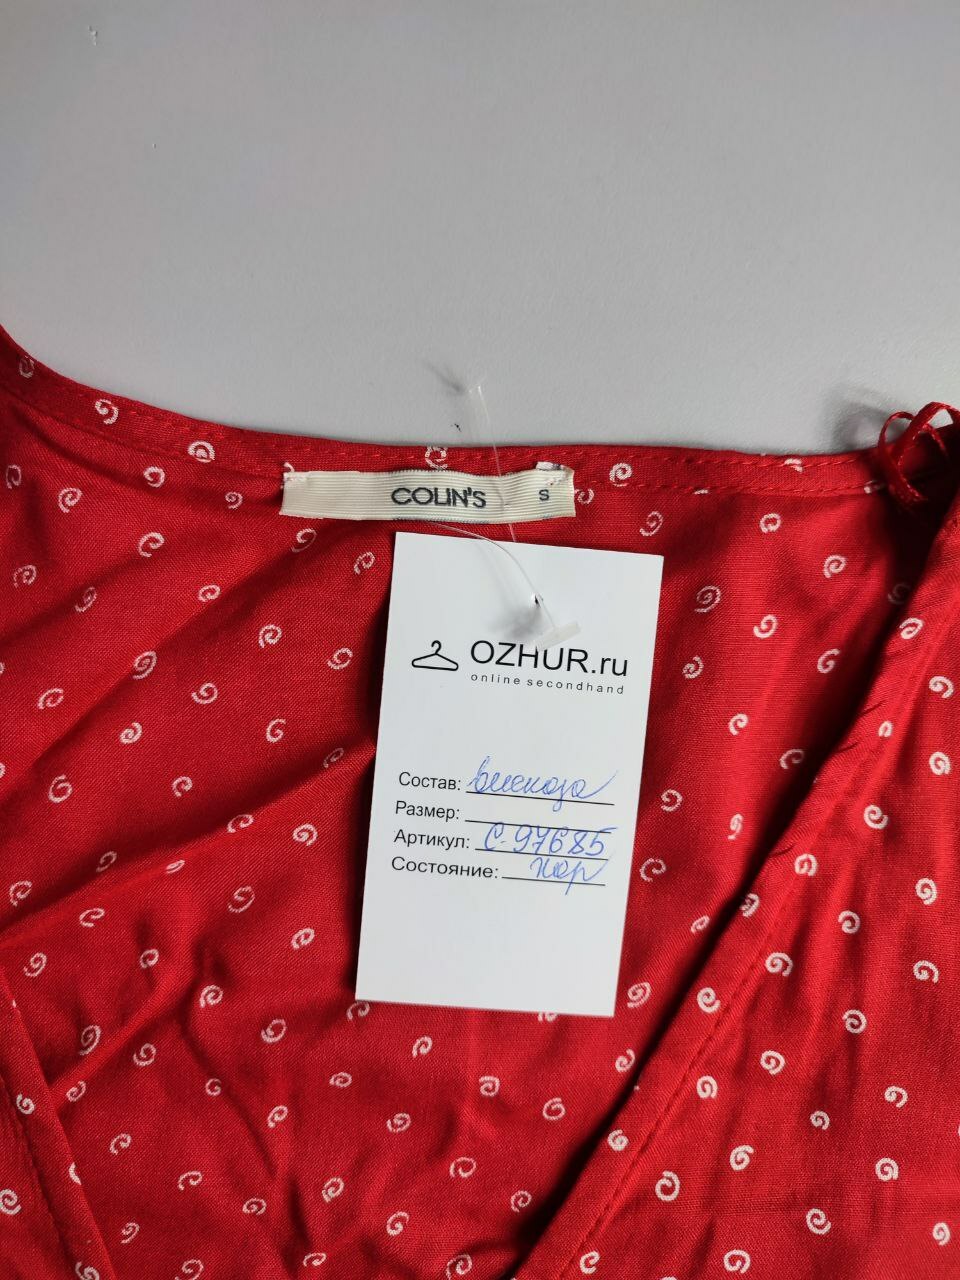 COLIN'S S
OZHUR.ru
online secondhand
Состав: вискоза
Размер:
Артикул: С-97685
Состояние: хор